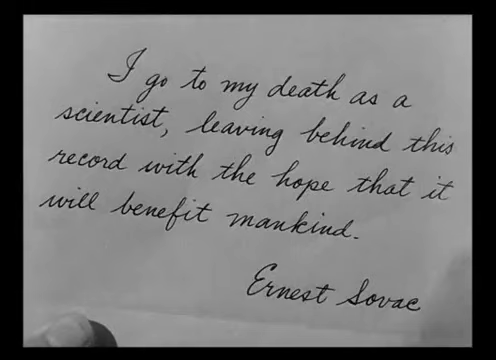 I go to my death as a
scientist, leaving behind this
record with the hope that it
will benefit mankind.
Ernest Sovac